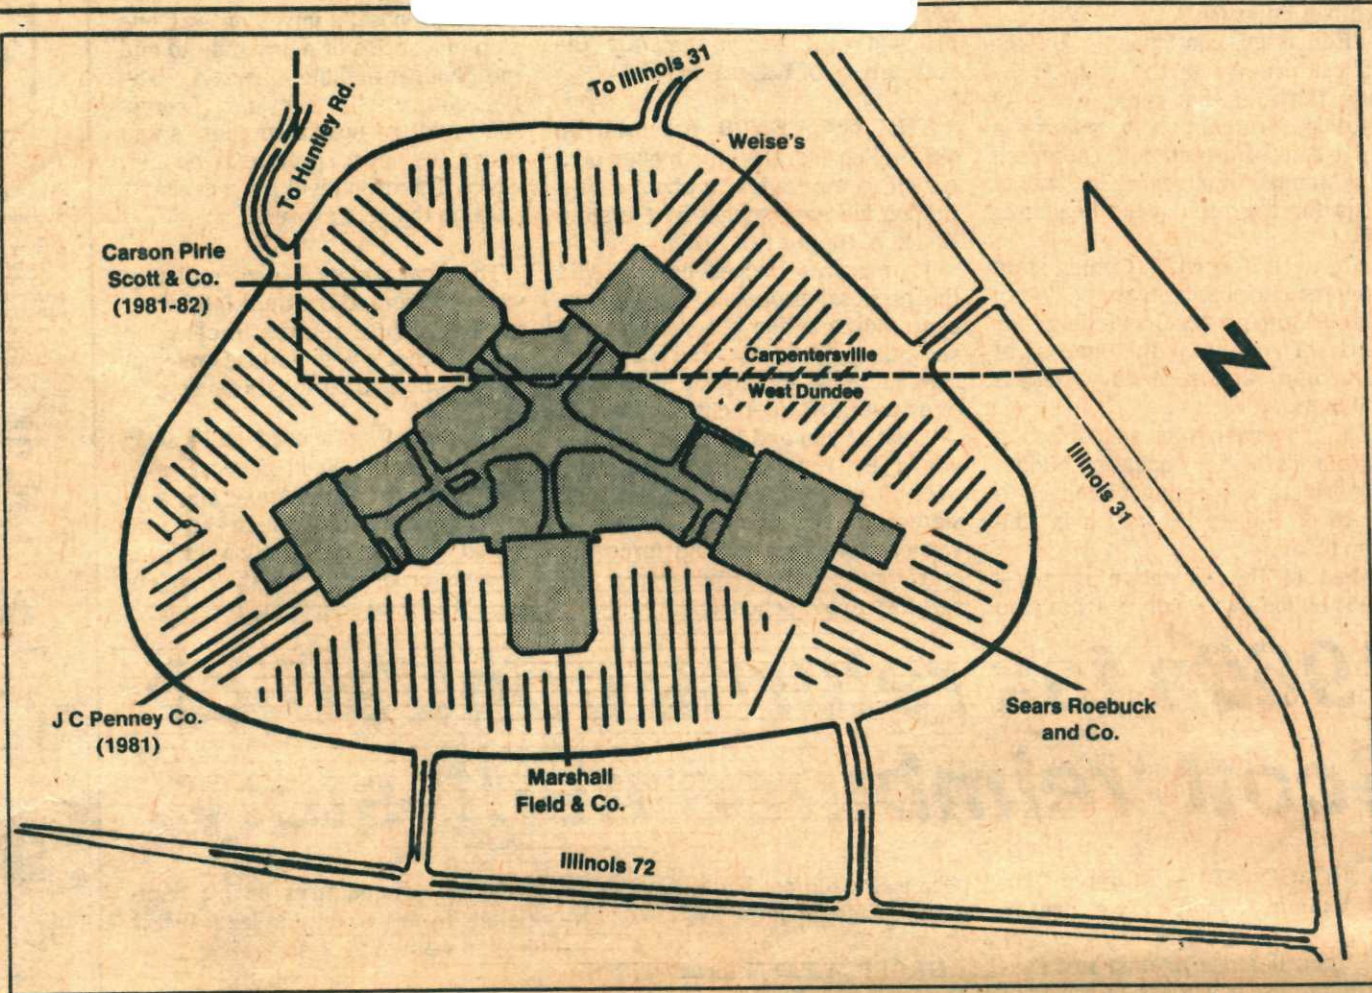 To Illinois 31
To Huntley Rd.
Weise's
Carson Pirie
Scott & Co.
(1981-82)
N
Carpentersville
West Dundee
Illinois 31
J C Penney Co.
(1981)
Sears Roebuck
and Co.
Marshall
Field & Co.
Illinois 72